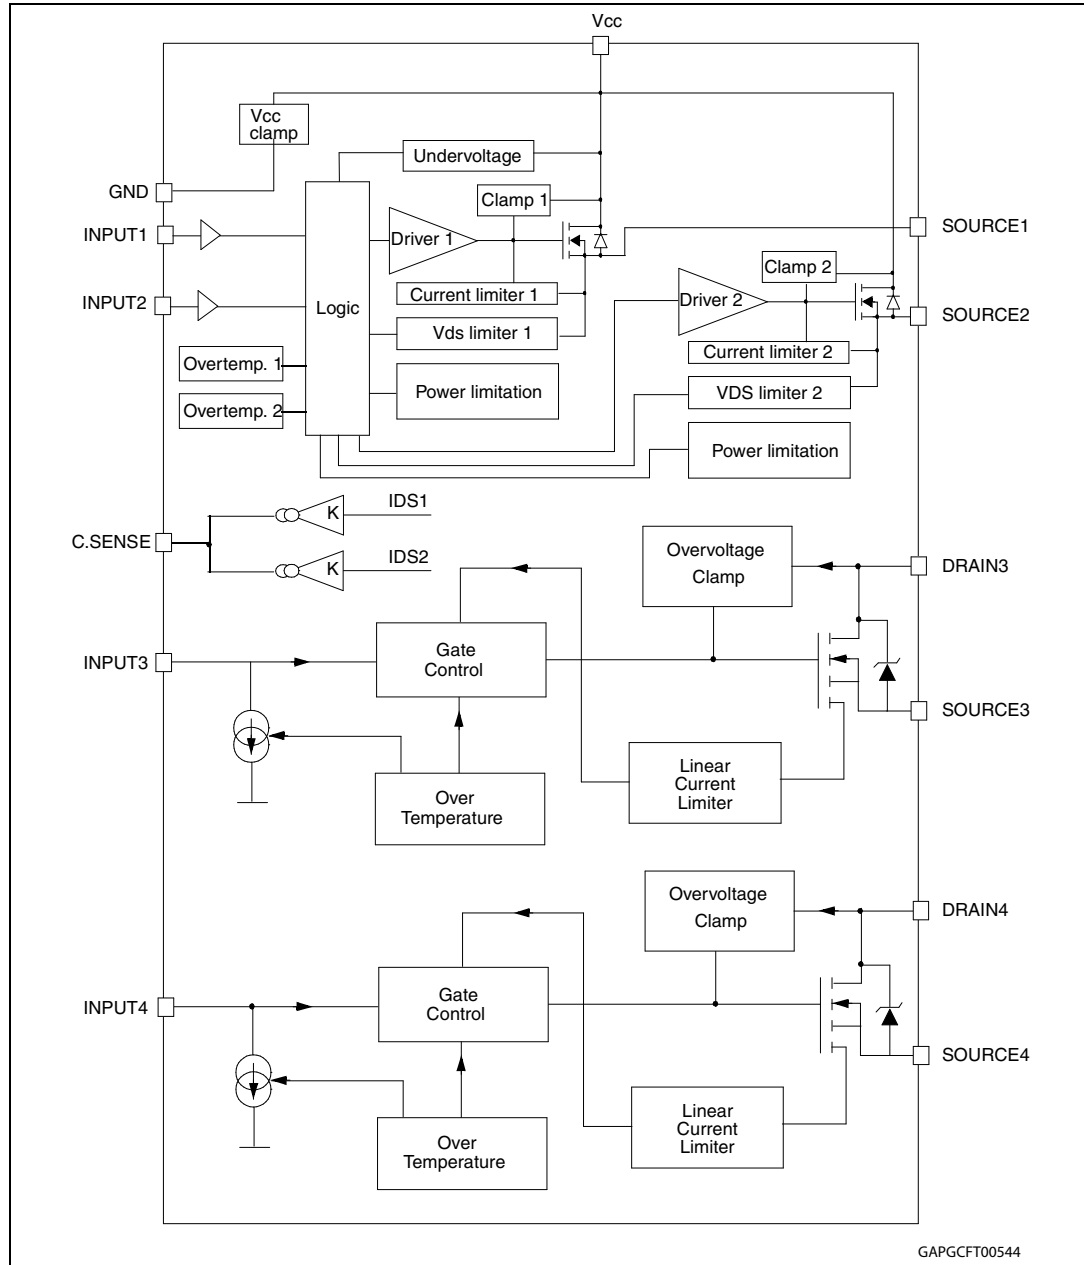 Vcc
Vcc
clamp
Undervoltage
GND
Clamp 1
INPUT1
Driver 1
SOURCE1
Clamp 2
INPUT2
Logic
Current limiter 1
Driver 2
SOURCE2
Vds limiter 1
Current limiter 2
Overtemp. 1
Power limitation
VDS limiter 2
Overtemp. 2
Power limitation
K
IDS1
C.SENSE
K
IDS2
Overvoltage
Clamp
DRAIN3
INPUT3
Gate
Control
SOURCE3
Over
Temperature
Linear
Current
Limiter
Overvoltage
Clamp
DRAIN4
INPUT4
Gate
Control
SOURCE4
Over
Temperature
Linear
Current
Limiter
GAPGCFT00544